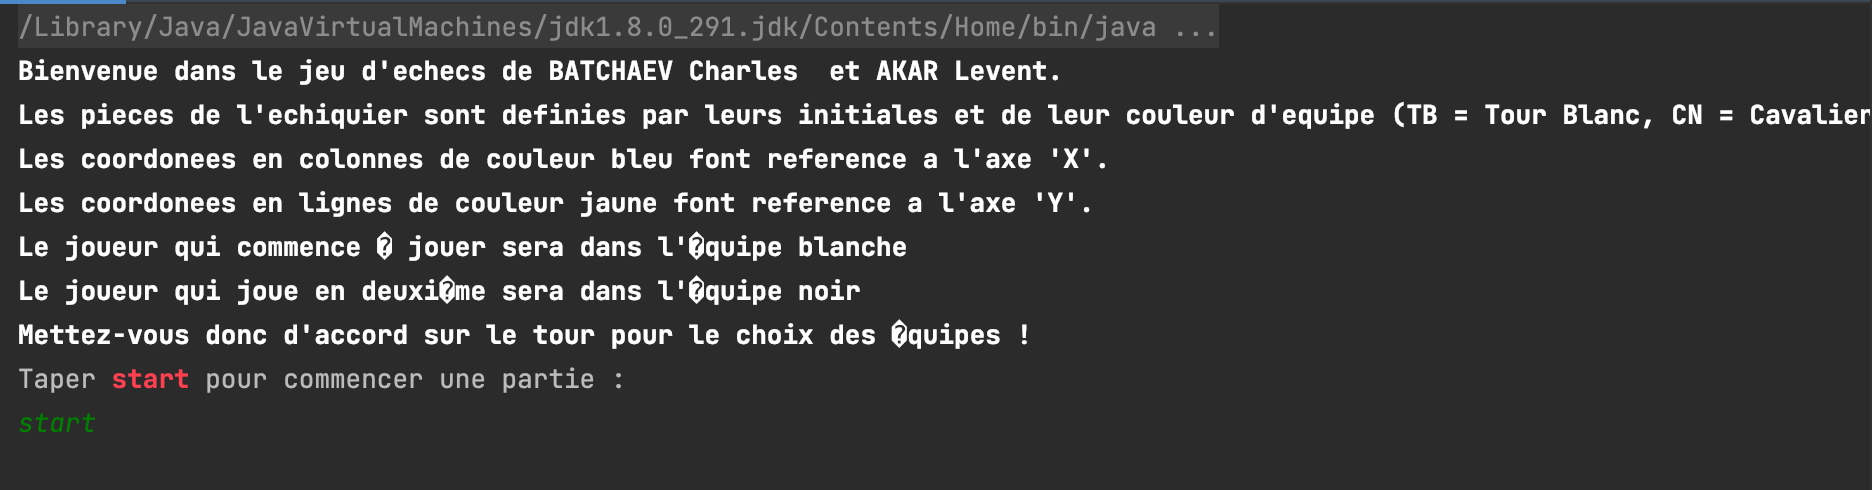 /Library/Java/JavaVirtualMachines/jdk1.8.0_291.jdk/Contents/Home/bin/java ...
Bienvenue dans le jeu d'echecs de BATCHAEV Charles  et AKAR Levent.
Les pieces de l'echiquier sont definies par leurs initiales et de leur couleur d'equipe (TB = Tour Blanc, CN = Cavalier
Les coordonees en colonnes de couleur bleu font reference a l'axe 'X'.
Les coordonees en lignes de couleur jaune font reference a l'axe 'Y'.
Le joueur qui commence � jouer sera dans l'�quipe blanche
Le joueur qui joue en deuxi�me sera dans l'�quipe noir
Mettez-vous donc d'accord sur le tour pour le choix des �quipes !
Taper start pour commencer une partie :
start